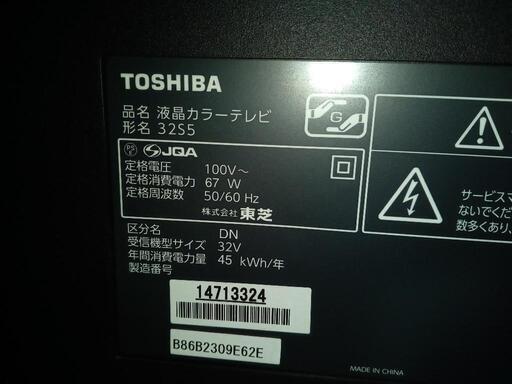 TOSHIBA
品名 液晶カラーテレビ
形名 32S5
G
PS
E
JQA
定格電圧 100V～
定格消費電力 67 W
定格周波数 50/60 Hz
株式会社 東芝
区分名 DN
受信機型サイズ 32V
年間消費電力量 45 kWh/年
製造番号
14713324
B86B2309E62E
サービスマ
ないでくだ
数多くあり、
MADE IN CHINA